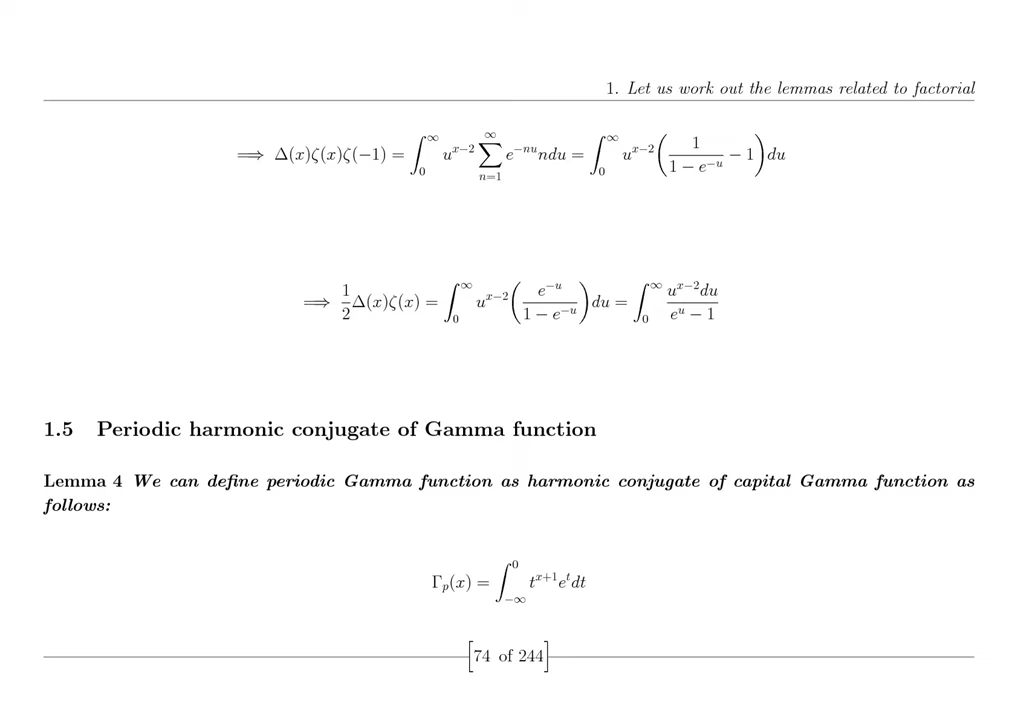 1. Let us work out the lemmas related to factorial
⟹ Δ(x)ζ(x)ζ(−1) = ∫_0^∞ u^{x−2} ∑_{n=1}^∞ e^{−nu}ndu = ∫_0^∞ u^{x−2} ( 1/(1 − e^{−u}) − 1 ) du
⟹ 1/2 Δ(x)ζ(x) = ∫_0^∞ u^{x−2} ( e^{−u}/(1 − e^{−u}) ) du = ∫_0^∞ u^{x−2}du/(e^u − 1)
1.5 Periodic harmonic conjugate of Gamma function
Lemma 4 We can define periodic Gamma function as harmonic conjugate of capital Gamma function as
follows:
Γ_p(x) = ∫_{−∞}^0 t^{x+1}e^t dt
[74 of 244]